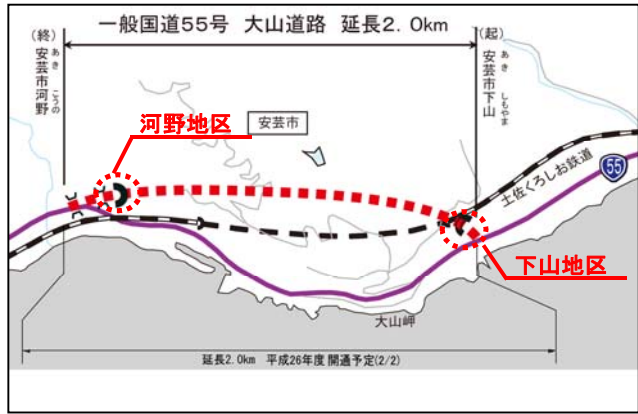 一般国道55号 大山道路 延長2.0km
(終)
安芸市河野
あき こうの
(起)
安芸市下山
あき しもやま
河野地区
安芸市
55
土佐くろしお鉄道
下山地区
大山岬
延長2.0km 平成26年度開通予定(2/2)